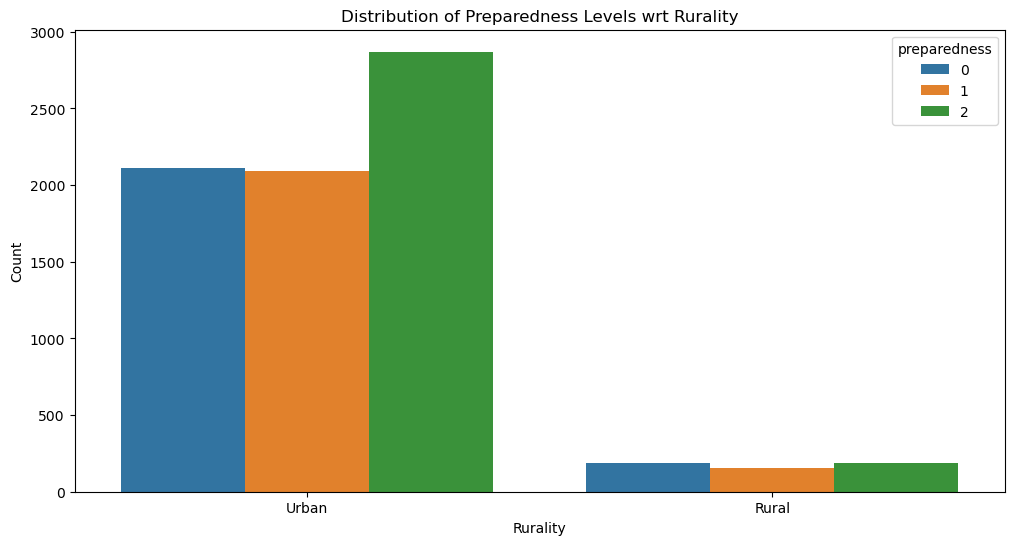 Distribution of Preparedness Levels wrt Rurality
preparedness
0
1
2
3000
2500
2000
1500
1000
500
0
Count
Urban
Rural
Rurality